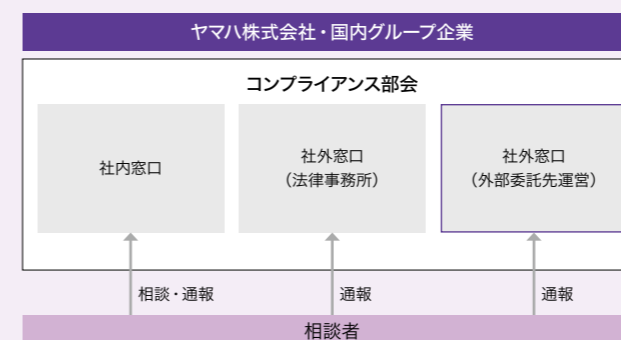 ヤマハ株式会社・国内グループ企業
コンプライアンス部会
社内窓口
社外窓口
（法律事務所）
社外窓口
（外部委託先運営）
相談・通報
通報
通報
相談者